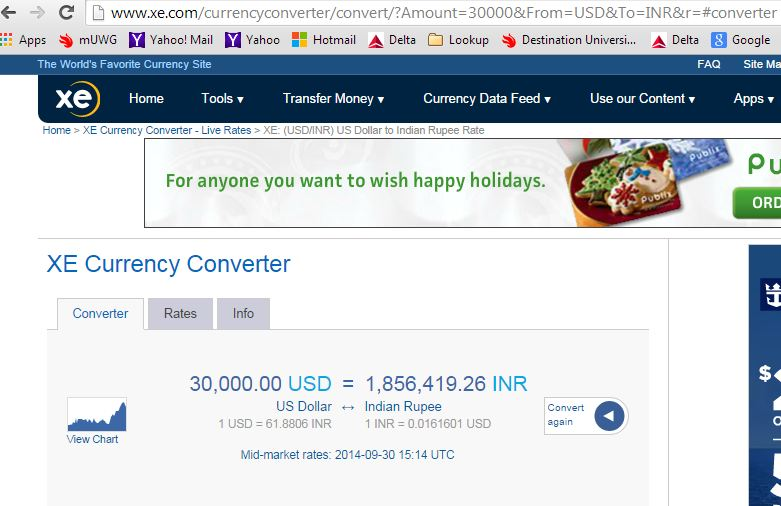 www.xe.com/currencyconverter/convert/?Amount=30000&From=USD&To=INR&r=#converter
Apps mUWG Yahoo! Mail Yahoo Hotmail Delta Lookup Destination Universi... Delta Google
The World's Favorite Currency Site FAQ Site Ma
xe Home Tools ▾ Transfer Money ▾ Currency Data Feed ▾ Use our Content ▾ Apps ▾
Home > XE Currency Converter - Live Rates > XE: (USD/INR) US Dollar to Indian Rupee Rate
For anyone you want to wish happy holidays.
Publix
Publix
Pu
ORD
XE Currency Converter
Converter Rates Info
30,000.00 USD = 1,856,419.26 INR
US Dollar ↔ Indian Rupee
1 USD = 61.8806 INR 1 INR = 0.0161601 USD
View Chart
Convert
again
Mid-market rates: 2014-09-30 15:14 UTC
$